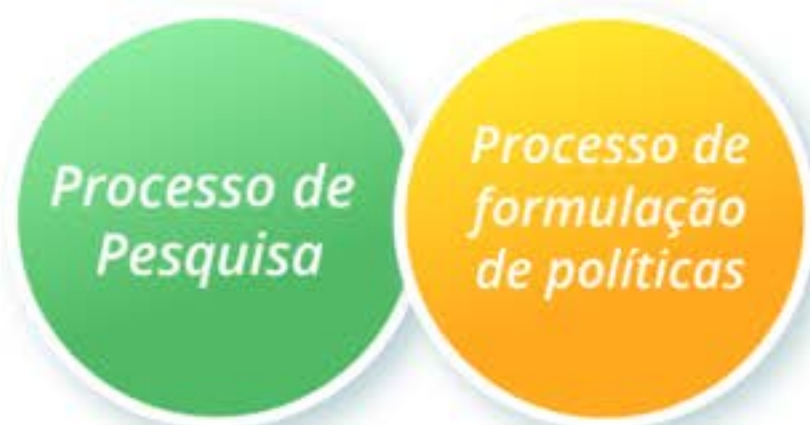 Processo de
Pesquisa
Processo de
formulação
de políticas